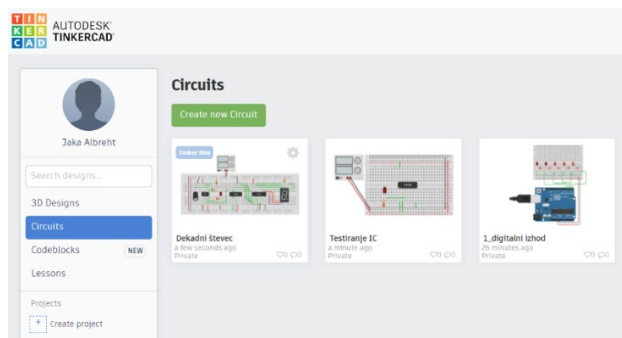 TIN
KER
CAD
AUTODESK®
TINKERCAD®
Jaka Albreht
Search designs...
3D Designs
Circuits
Codeblocks NEW
Lessons
Projects
+ Create project
Circuits
Create new Circuit
Tinker this
Dekadni števec
a few seconds ago
Private 0 0
Testiranje IC
a minute ago
Private 0 0
1_digitalni izhod
26 minutes ago
Private 0 0